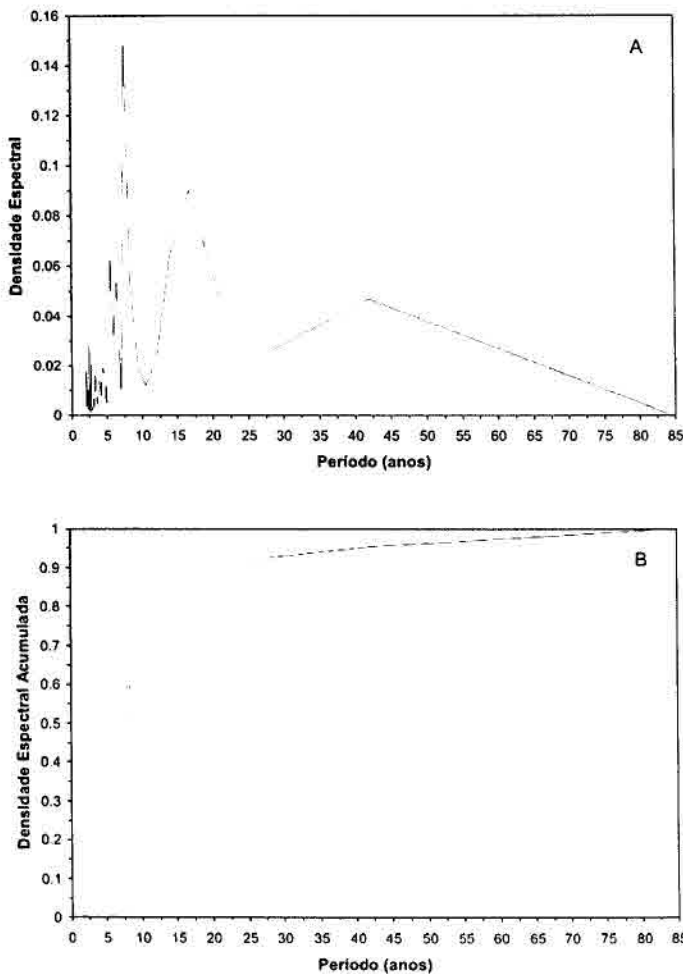 A
Densidade Espectral
0.16
0.14
0.12
0.1
0.08
0.06
0.04
0.02
0
0 5 10 15 20 25 30 35 40 45 50 55 60 65 70 75 80 85
Período (anos)
B
Densidade Espectral Acumulada
1
0.9
0.8
0.7
0.6
0.5
0.4
0.3
0.2
0.1
0
0 5 10 15 20 25 30 35 40 45 50 55 60 65 70 75 80 85
Período (anos)